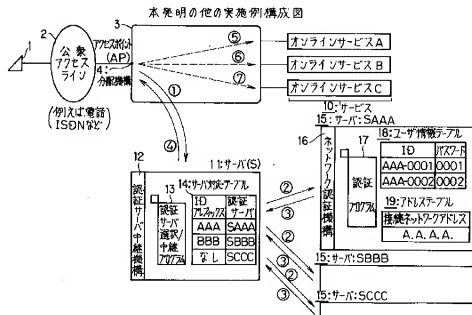 本発明の他の実施例構成図
1
2
公衆
アクセス
ライン
(例えば電話)
ISDNなど
3
アクセスポイント
(AP)
4:
分配機構
⑤
⑥
⑦
オンラインサービスA
オンラインサービスB
オンラインサービスC
10:サービス
①
④
11:サーバ(S)
12
認証サーバ中継機構
13
認証
サーバ
選択/
中継
プログラム
14:サーバ対応テーブル
I・D
プレフィックス
認証
サーバ
AAA
SAAA
BBB
SBBB
なし
SCCC
②
③
②
③
②
③
15:サーバ:SAAA
16
ネットワーク認証機構
17
認証
プログラム
18:ユーザ情報テーブル
I・D
パスワード
AAA-0001
0001
AAA-0002
0002
19:アドレステーブル
接続ネットワークアドレス
A.A.A.A.
15:サーバ:SBBB
15:サーバ:SCCC